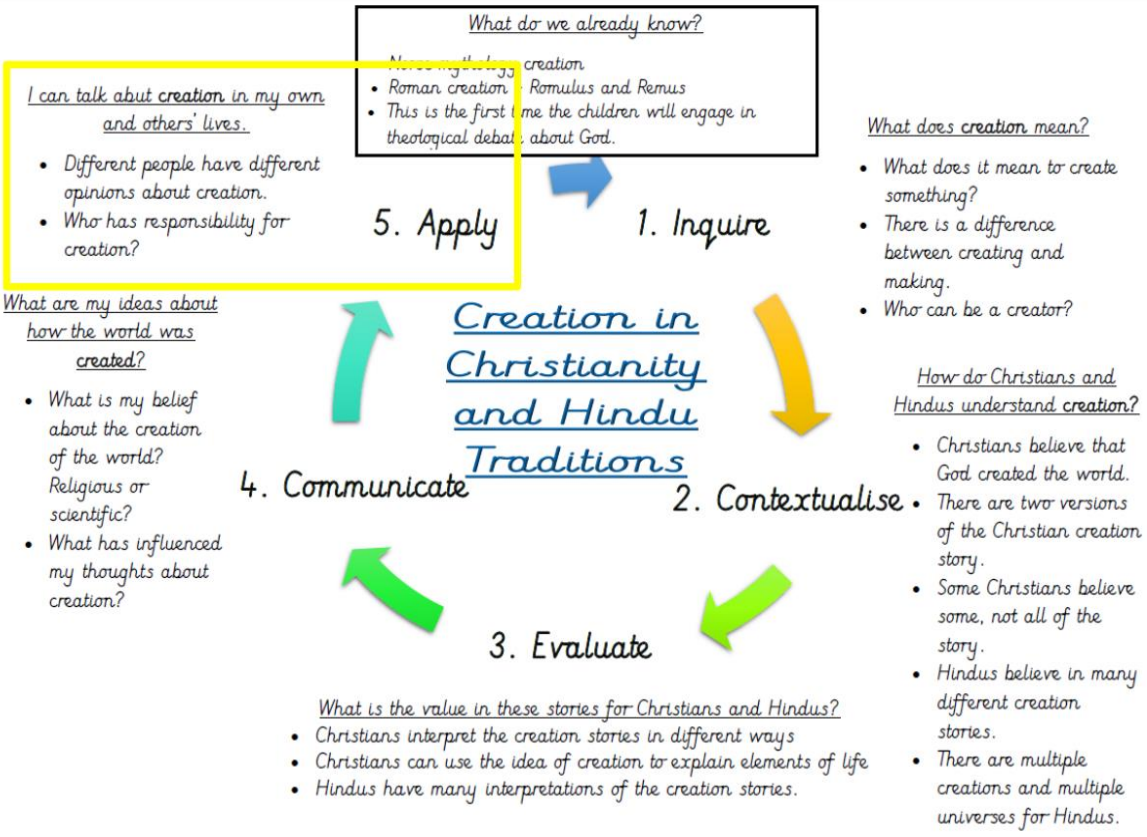 What do we already know?
• Norse mythology creation
• Roman creation - Romulus and Remus
• This is the first time the children will engage in
theological debate about God.
I can talk abut creation in my own
and others' lives.
• Different people have different
opinions about creation.
• Who has responsibility for
creation?
5. Apply
1. Inquire
What does creation mean?
• What does it mean to create
something?
• There is a difference
between creating and
making.
• Who can be a creator?
Creation in
Christianity
and Hindu
Traditions
2. Contextualise
How do Christians and
Hindus understand creation?
• Christians believe that
God created the world.
• There are two versions
of the Christian creation
story.
• Some Christians believe
some, not all of the
story.
• Hindus believe in many
different creation
stories.
• There are multiple
creations and multiple
universes for Hindus.
3. Evaluate
What is the value in these stories for Christians and Hindus?
• Christians interpret the creation stories in different ways
• Christians can use the idea of creation to explain elements of life
• Hindus have many interpretations of the creation stories.
4. Communicate
What are my ideas about
how the world was
created?
• What is my belief
about the creation
of the world?
Religious or
scientific?
• What has influenced
my thoughts about
creation?